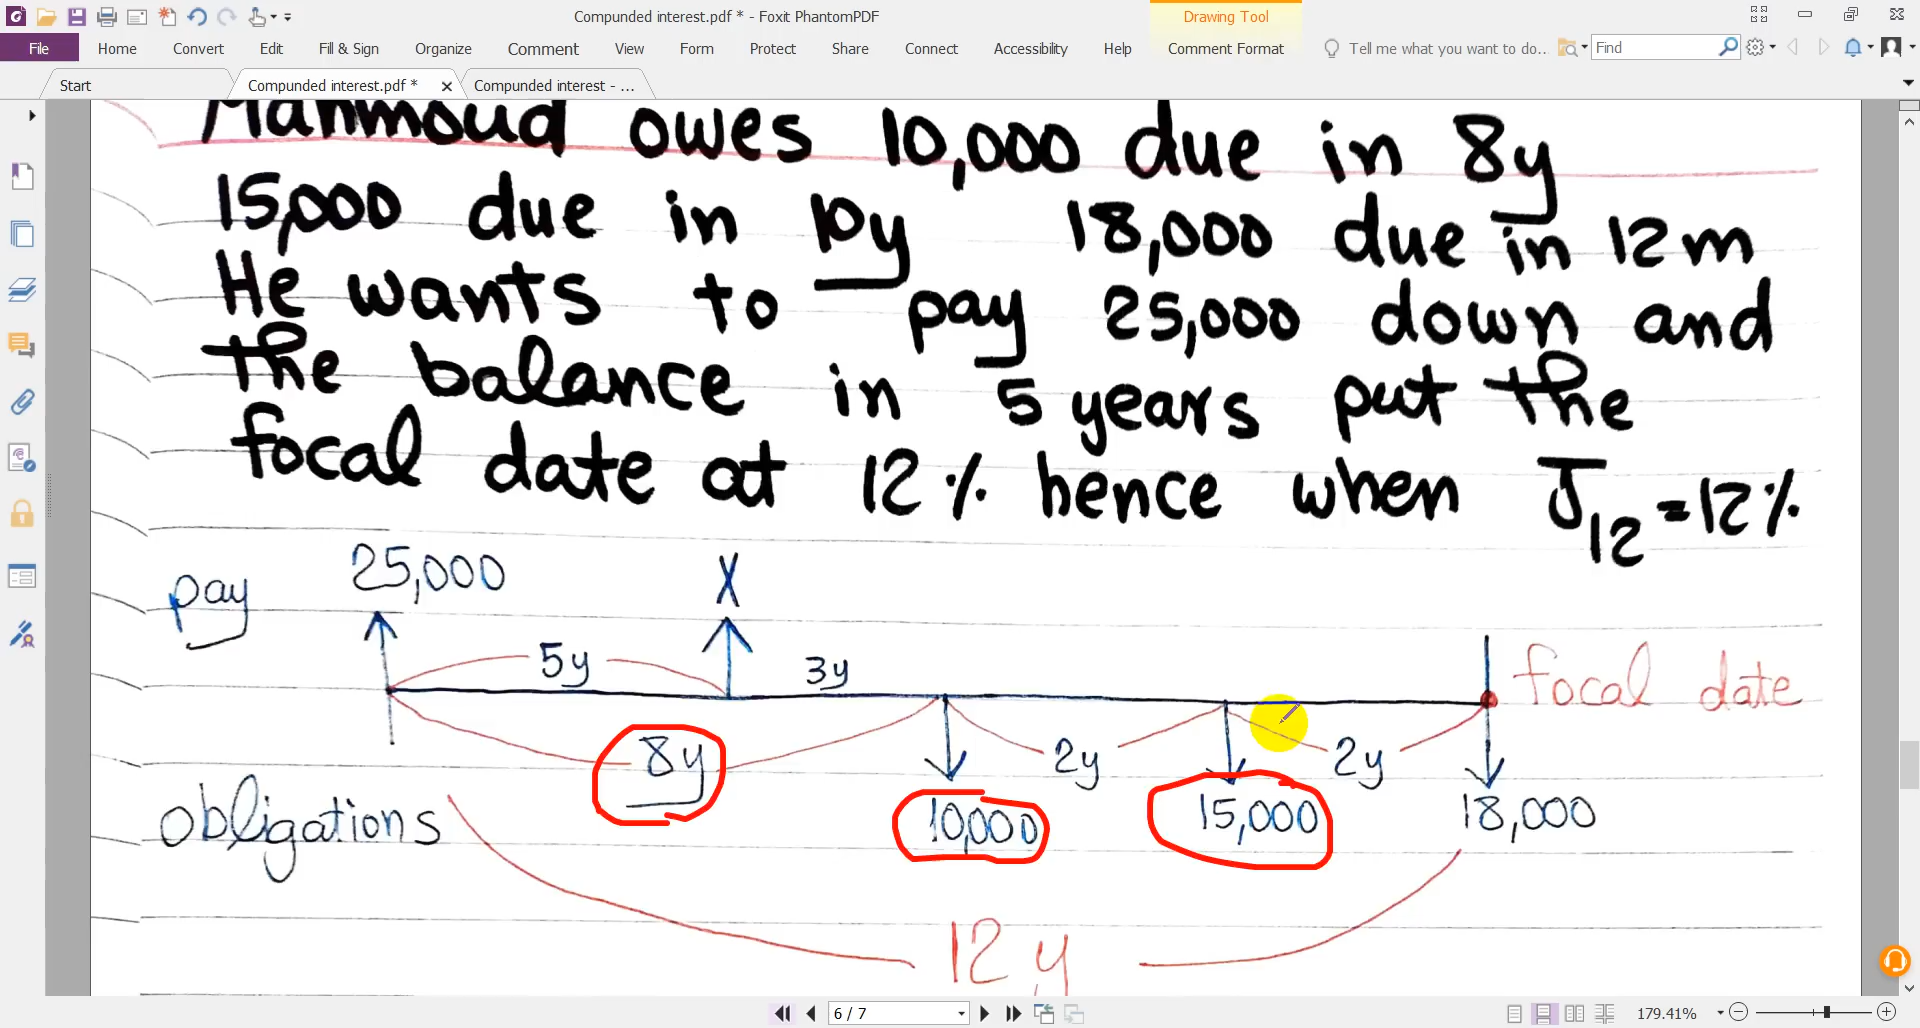 Compunded interest.pdf * - Foxit PhantomPDF
Drawing Tool
File Home Convert Edit Fill & Sign Organize Comment View Form Protect Share Connect Accessibility Help Comment Format Tell me what you want to do... Find
Start Compunded interest.pdf * Compunded interest - ...
Mahmoud owes 10,000 due in 8y
15,000 due in 10y 18,000 due in 12m
He wants to pay 25,000 down and
the balance in 5 years put the
focal date at 12% hence when J12 = 12%
pay 25,000 X
5y 3y focal date
8y 2y 2y
obligations 10,000 15,000 18,000
12 y
6 / 7 179.41%